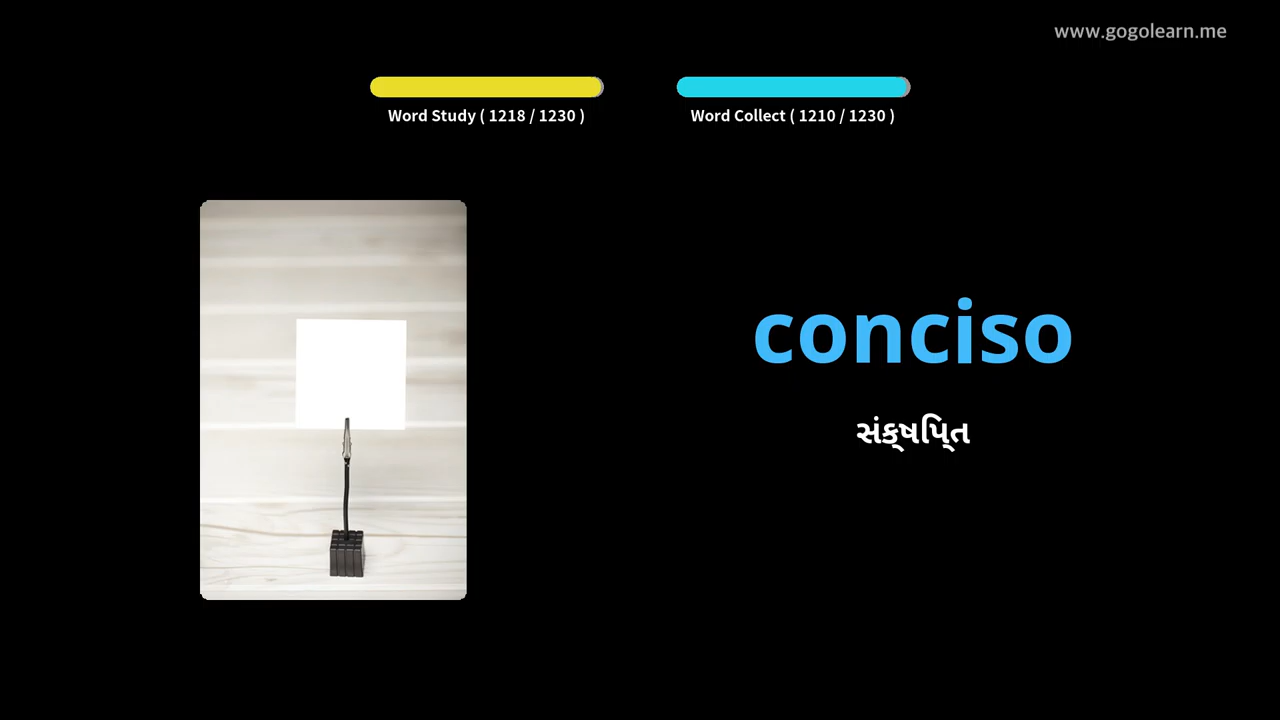 www.gogolearn.me
Word Study ( 1218 / 1230 )
Word Collect ( 1210 / 1230 )
conciso
સંક્ષિપ્ત